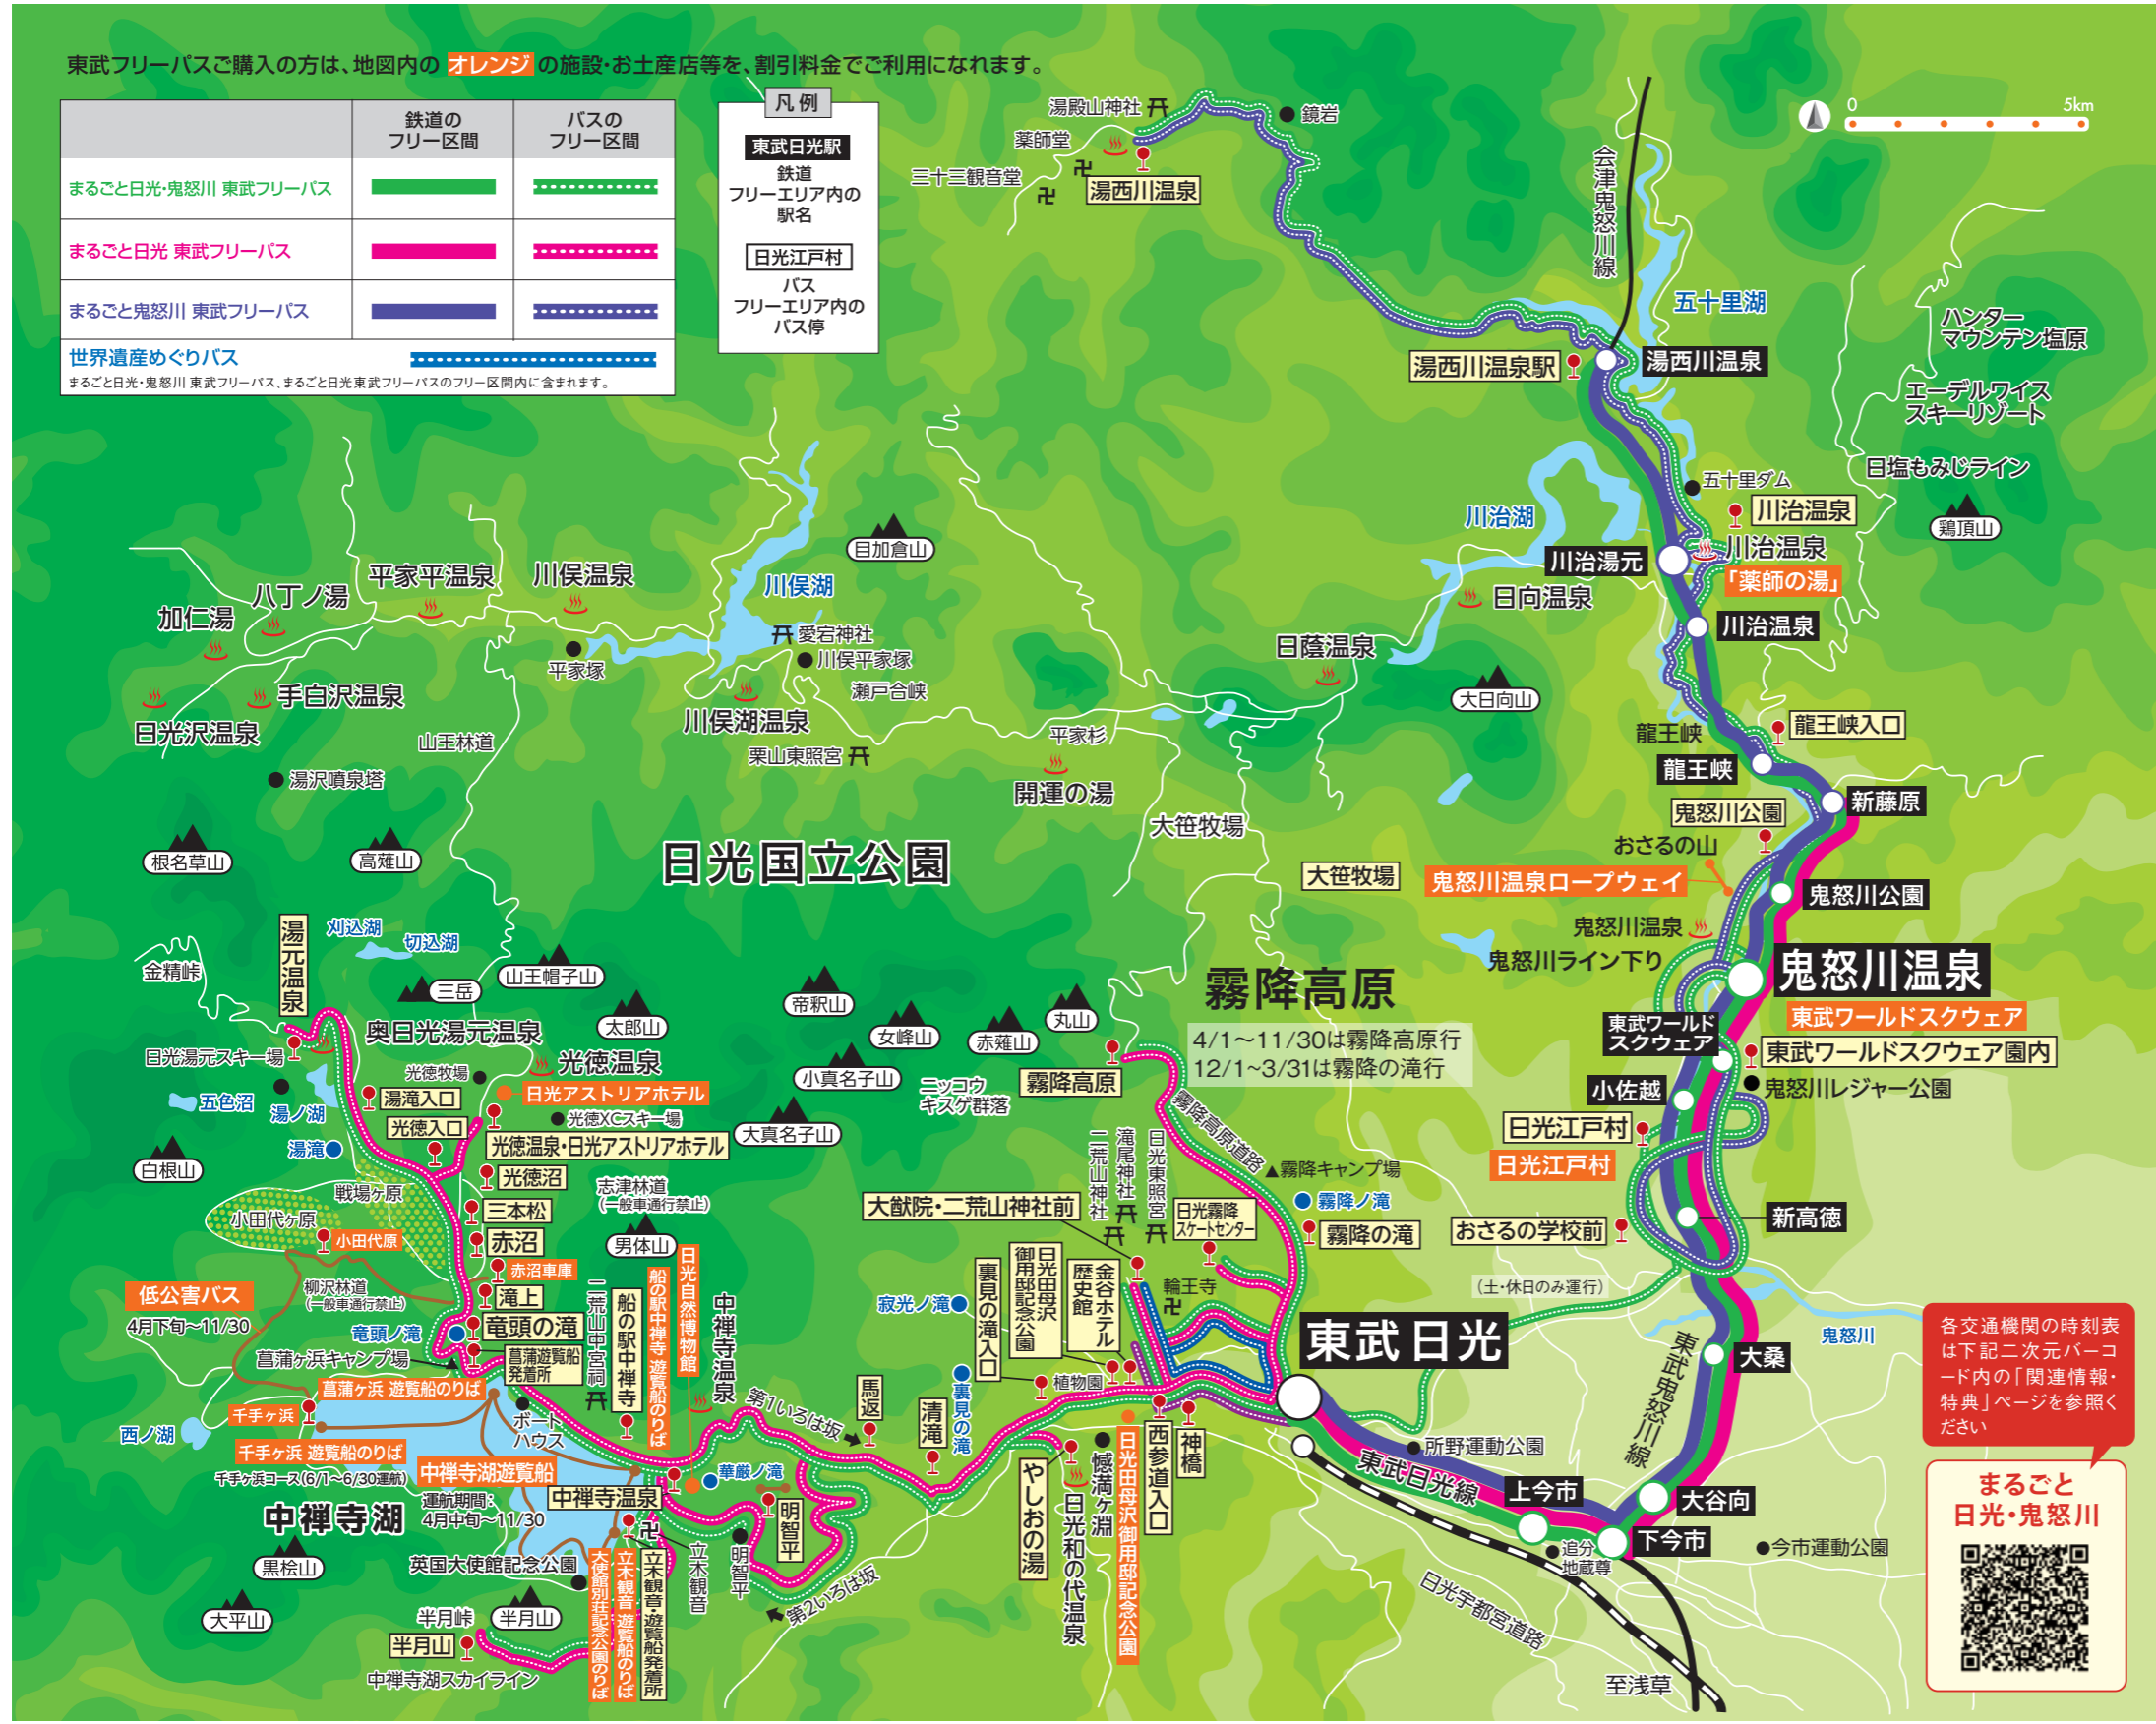 東武フリーパスご購入の方は、地図内の オレンジ の施設・お土産店等を、割引料金でご利用になれます。
鉄道の
フリー区間
バスの
フリー区間
まるごと日光・鬼怒川 東武フリーパス
まるごと日光 東武フリーパス
まるごと鬼怒川 東武フリーパス
世界遺産めぐりバス
まるごと日光・鬼怒川 東武フリーパス、まるごと日光東武フリーパスのフリー区間内に含まれます。
凡例
東武日光駅
鉄道
フリーエリア内の
駅名
日光江戸村
バス
フリーエリア内の
バス停
湯殿山神社
薬師堂
三十三観音堂
湯西川温泉
鏡岩
会津鬼怒川線
0
5km
五十里湖
湯西川温泉駅
湯西川温泉
ハンター
マウンテン塩原
エーデルワイス
スキーリゾート
日塩もみじライン
鶏頂山
五十里ダム
川治温泉
川治湖
川治湯元
川治温泉
「薬師の湯」
日向温泉
川治温泉
日蔭温泉
大日向山
龍王峡
龍王峡入口
龍王峡
新藤原
鬼怒川公園
おさるの山
大笹牧場
鬼怒川温泉ロープウェイ
鬼怒川公園
鬼怒川温泉
鬼怒川ライン下り
鬼怒川温泉
東武ワールドスクウェア
東武ワールド
スクウェア
東武ワールドスクウェア園内
鬼怒川レジャー公園
小佐越
日光江戸村
日光江戸村
新高徳
おさるの学校前
(土・休日のみ運行)
鬼怒川
東武鬼怒川線
大桑
大谷向
下今市
上今市
東武日光線
所野運動公園
追分
地蔵尊
今市運動公園
日光宇都宮道路
至浅草
目加倉山
川俣湖
愛宕神社
川俣平家塚
瀬戸合峡
川俣湖温泉
栗山東照宮
平家杉
開運の湯
大笹牧場
八丁ノ湯
加仁湯
平家平温泉
川俣温泉
平家塚
手白沢温泉
日光沢温泉
山王林道
湯沢噴泉塔
根名草山
高薙山
日光国立公園
刈込湖
切込湖
湯元温泉
金精峠
三岳
山王帽子山
太郎山
奥日光湯元温泉
日光湯元スキー場
五色沼
湯ノ湖
湯滝
白根山
湯滝入口
光徳牧場
光徳温泉
日光アストリアホテル
光徳XCスキー場
光徳入口
光徳温泉・日光アストリアホテル
光徳沼
三本松
赤沼
赤沼車庫
滝上
竜頭の滝
戦場ヶ原
小田代ヶ原
小田代原
柳沢林道
(一般車通行禁止)
低公害バス
4月下旬〜11/30
竜頭ノ滝
菖蒲ヶ浜キャンプ場
菖蒲遊覧船
発着所
菖蒲ヶ浜 遊覧船のりば
千手ヶ浜
西ノ湖
千手ヶ浜 遊覧船のりば
千手ヶ浜コース(6/1〜6/30運航)
中禅寺湖
中禅寺湖遊覧船
運航期間:
4月中旬〜11/30
ボート
ハウス
志津林道
(一般車通行禁止)
男体山
二荒山中宮祠
船の駅中禅寺
船の駅中禅寺 遊覧船のりば
日光自然博物館
中禅寺温泉
華厳ノ滝
中禅寺温泉
立木観音
明智平
明智平
英国大使館記念公園
大使館別荘記念公園のりば
立木観音 遊覧船のりば
立木観音・遊覧船発着所
黒桧山
大平山
半月峠
半月山
半月山
中禅寺湖スカイライン
第1いろは坂
第2いろは坂
馬返
清滝
裏見の滝
寂光ノ滝
裏見の滝入口
日光田母沢
御用邸記念公園
金谷ホテル
歴史館
植物園
大猷院・二荒山神社前
二荒山神社
滝尾神社
日光東照宮
輪王寺
日光霧降
スケートセンター
帝釈山
女峰山
小真名子山
大真名子山
赤薙山
丸山
ニッコウ
キスゲ群落
霧降高原
霧降高原
4/1〜11/30は霧降高原行
12/1〜3/31は霧降の滝行
霧降高原道路
霧降キャンプ場
霧降ノ滝
霧降の滝
東武日光
やしおの湯
日光和の代温泉
憾満ヶ淵
日光田母沢御用邸記念公園
西参道入口
神橋
各交通機関の時刻表
は下記二次元バーコ
ード内の「関連情報・
特典」ページを参照く
ださい
まるごと
日光・鬼怒川